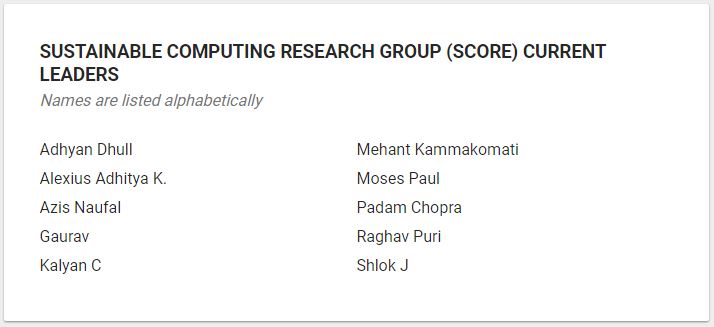 SUSTAINABLE COMPUTING RESEARCH GROUP (SCORE) CURRENT
LEADERS
Names are listed alphabetically
Adhyan Dhull
Alexius Adhitya K.
Azis Naufal
Gaurav
Kalyan C
Mehant Kammakomati
Moses Paul
Padam Chopra
Raghav Puri
Shlok J